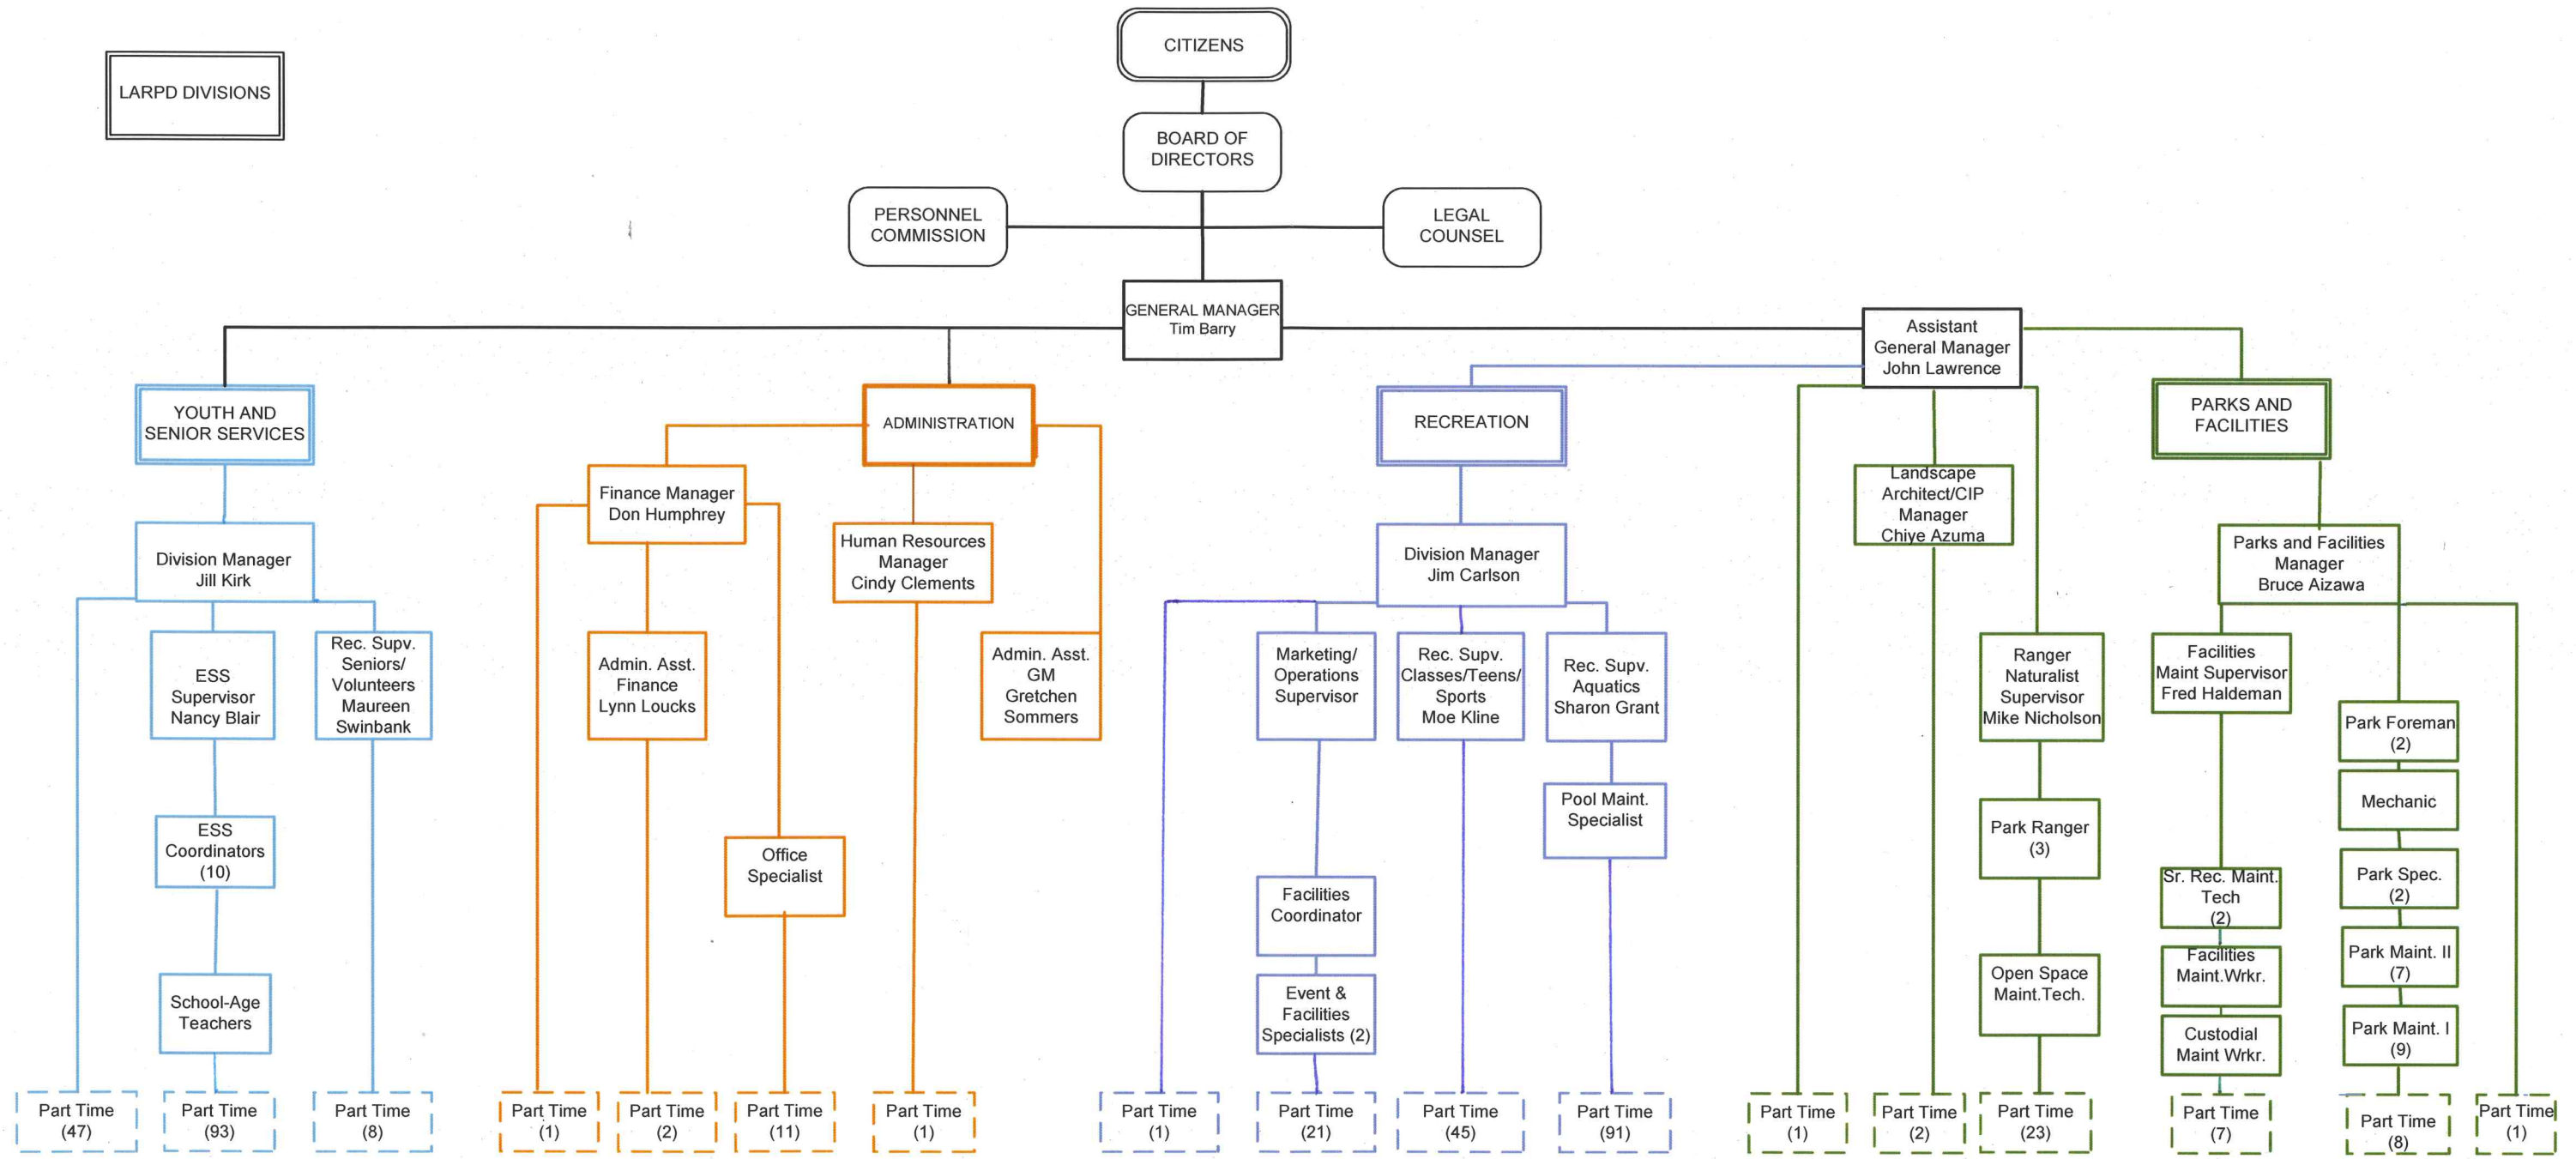 CITIZENS
LARPD DIVISIONS
BOARD OF
DIRECTORS
PERSONNEL
COMMISSION
LEGAL
COUNSEL
GENERAL MANAGER
Tim Barry
Assistant
General Manager
John Lawrence
YOUTH AND
SENIOR SERVICES
ADMINISTRATION
RECREATION
PARKS AND
FACILITIES
Finance Manager
Don Humphrey
Landscape
Architect/CIP
Manager
Chiye Azuma
Division Manager
Jill Kirk
Human Resources
Manager
Cindy Clements
Division Manager
Jim Carlson
Parks and Facilities
Manager
Bruce Aizawa
ESS
Supervisor
Nancy Blair
Rec. Supv.
Seniors/
Volunteers
Maureen
Swinbank
Admin. Asst.
Finance
Lynn Loucks
Admin. Asst.
GM
Gretchen
Sommers
Marketing/
Operations
Supervisor
Rec. Supv.
Classes/Teens/
Sports
Moe Kline
Rec. Supv.
Aquatics
Sharon Grant
Ranger
Naturalist
Supervisor
Mike Nicholson
Facilities
Maint Supervisor
Fred Haldeman
Park Foreman
(2)
Mechanic
ESS
Coordinators
(10)
Office
Specialist
Pool Maint.
Specialist
Park Ranger
(3)
Facilities
Coordinator
Sr. Rec. Maint.
Tech
(2)
Park Spec.
(2)
School-Age
Teachers
Event &
Facilities
Specialists (2)
Open Space
Maint.Tech.
Facilities
Maint.Wrkr.
Park Maint. II
(7)
Custodial
Maint Wrkr.
Park Maint. I
(9)
Part Time
(47)
Part Time
(93)
Part Time
(8)
Part Time
(1)
Part Time
(2)
Part Time
(11)
Part Time
(1)
Part Time
(1)
Part Time
(21)
Part Time
(45)
Part Time
(91)
Part Time
(1)
Part Time
(2)
Part Time
(23)
Part Time
(7)
Part Time
(8)
Part Time
(1)